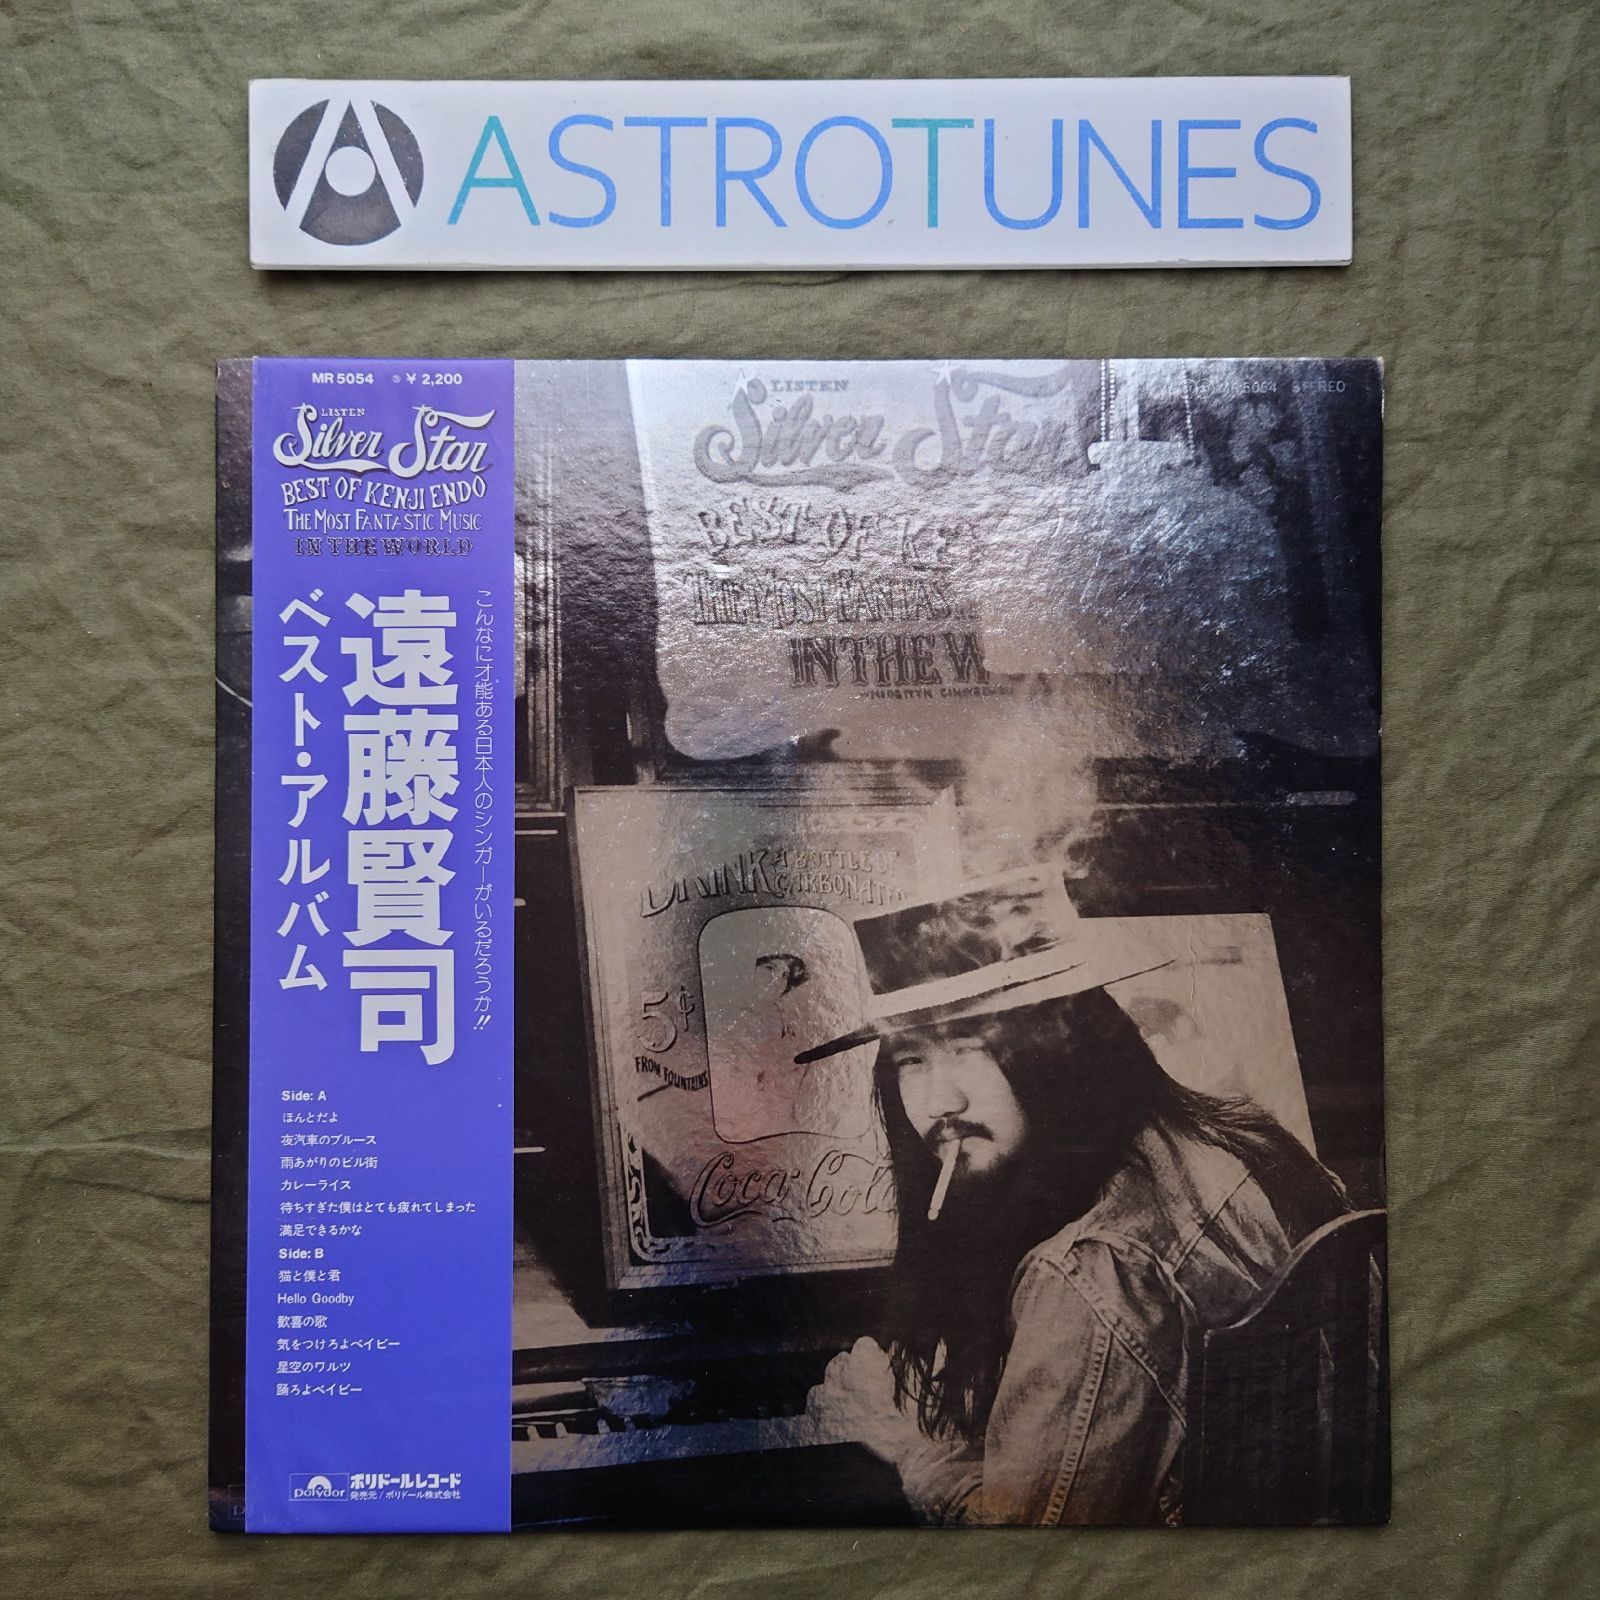 ASTROTUNES
MR 5054 ¥ 2,200
LISTEN
Silver Star
BEST OF KENJI ENDO
THE MOST FANTASTIC MUSIC
IN THE WORLD
こんなに才能ある日本人のシンガーがいるだろうか!!
遠藤賢司
ベスト・アルバム
Side: A
ほんとだよ
夜汽車のブルース
雨あがりのビル街
カレーライス
待ちすぎた僕はとても疲れてしまった
満足できるかな
Side: B
猫と僕と君
Hello Goodby
歓喜の歌
気をつけろよベイビー
星空のワルツ
踊ろよベイビー
polydor ポリドールレコード
発売元/ポリドール株式会社
MR 5054 STEREO
LISTEN
Silver Star
BEST OF KE
THE MOST FANTAS
IN THE W
DRINK A BOTTLE OF
CARBONAT
5¢
FROM FOUNTAINS
Coca-Cola